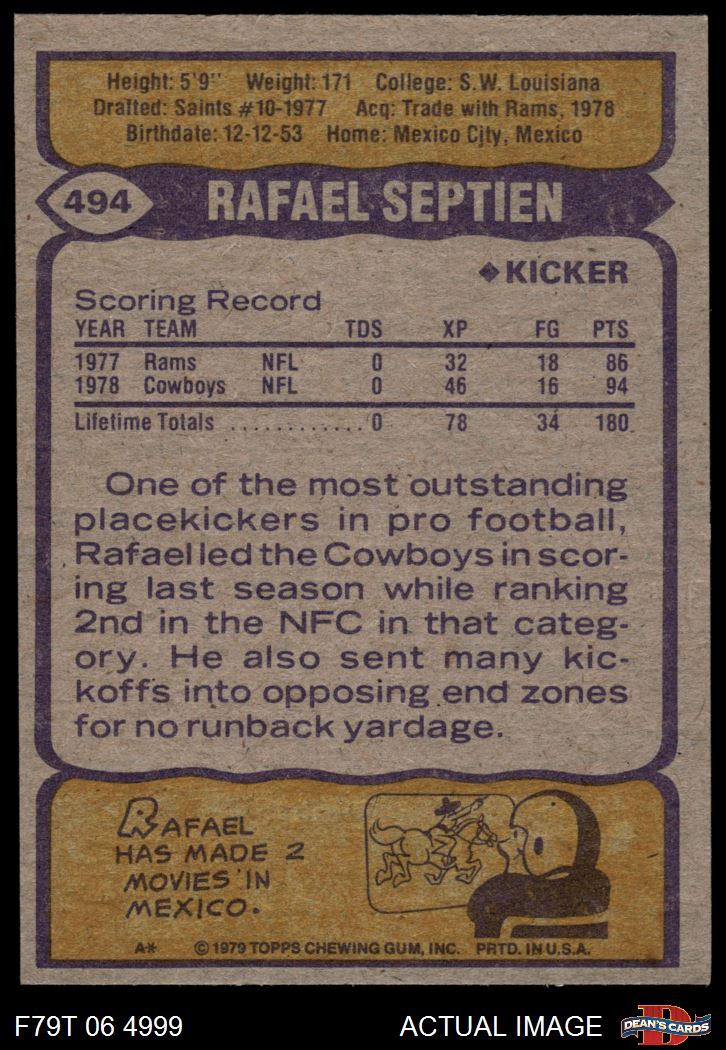 Height: 5'9" Weight: 171 College: S.W. Louisiana
Drafted: Saints #10-1977 Acq: Trade with Rams, 1978
Birthdate: 12-12-53 Home: Mexico City, Mexico
494 RAFAEL SEPTIEN
◆KICKER
Scoring Record
YEAR TEAM TDS XP FG PTS
1977 Rams NFL 0 32 18 86
1978 Cowboys NFL 0 46 16 94
Lifetime Totals ............ 0 78 34 180
One of the most outstanding
placekickers in pro football,
Rafael led the Cowboys in scor-
ing last season while ranking
2nd in the NFC in that categ-
ory. He also sent many kic-
koffs into opposing end zones
for no runback yardage.
RAFAEL
HAS MADE 2
MOVIES IN
MEXICO.
A* © 1979 TOPPS CHEWING GUM, INC. PRTD. IN U.S.A.
F79T 06 4999 ACTUAL IMAGE D DEAN'S CARDS